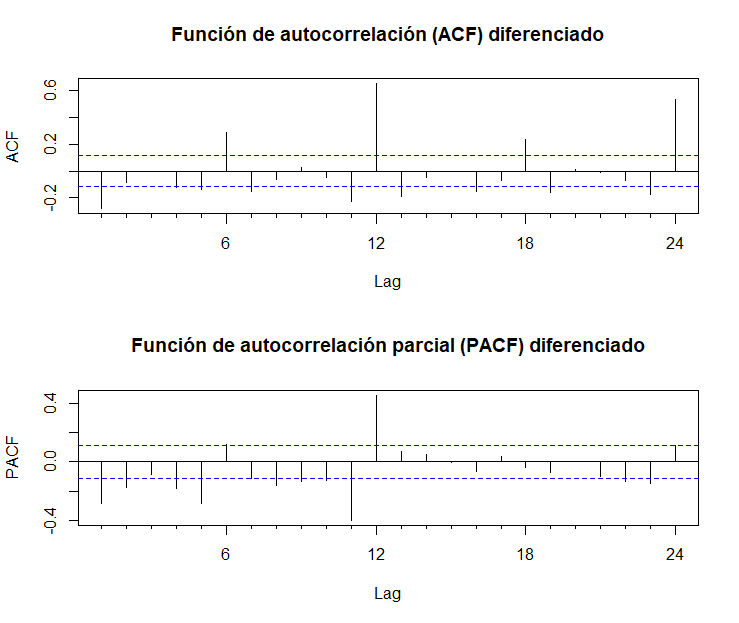 Función de autocorrelación (ACF) diferenciado
ACF
0.6
0.2
-0.2
6 12 18 24
Lag
Función de autocorrelación parcial (PACF) diferenciado
PACF
0.4
0.0
-0.4
6 12 18 24
Lag